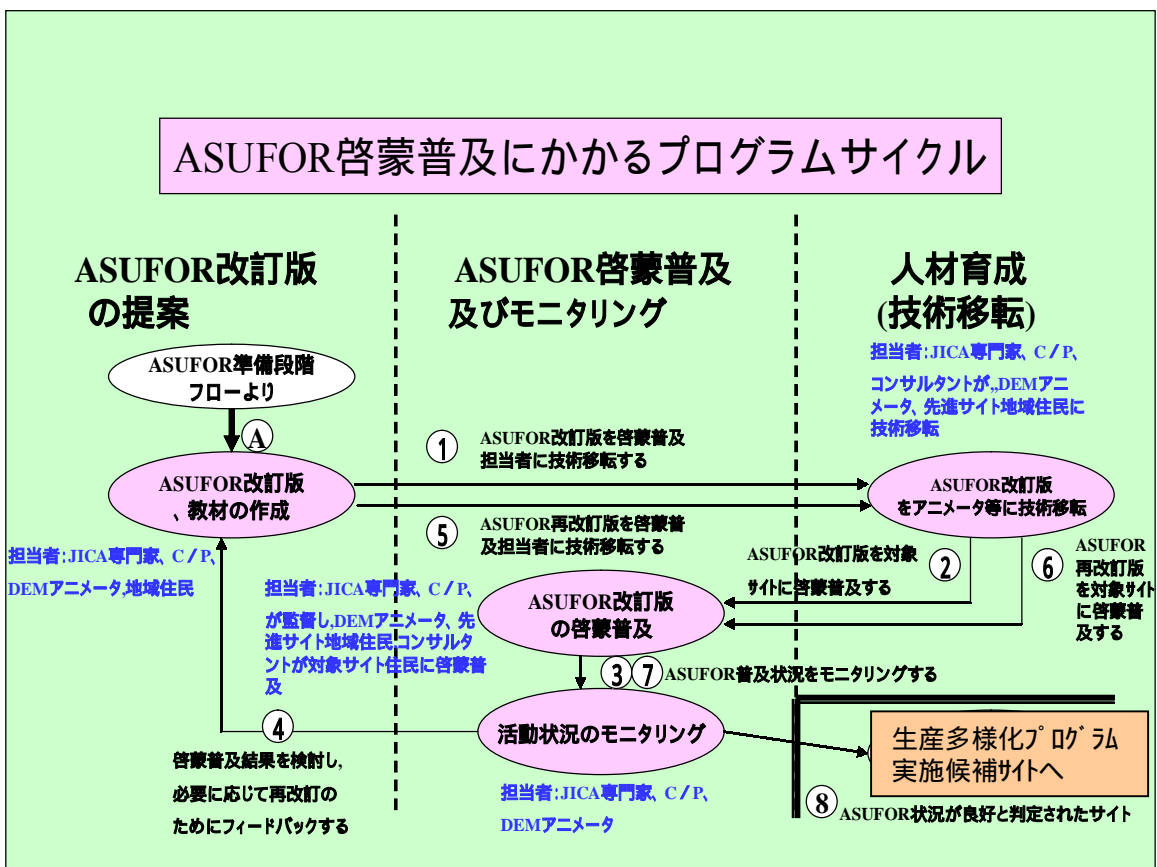 ASUFOR啓蒙普及にかかるプログラムサイクル
ASUFOR改訂版
の提案
ASUFOR準備段階
フローより
A
ASUFOR改訂版
、教材の作成
担当者:JICA専門家、C/P、
DEMアニメータ,地域住民
ASUFOR啓蒙普及
及びモニタリング
1
ASUFOR改訂版を啓蒙普及
担当者に技術移転する
5
ASUFOR再改訂版を啓蒙普
及担当者に技術移転する
人材育成
(技術移転)
担当者:JICA専門家、C/P、
コンサルタントが,,DEMアニ
メータ、先進サイト地域住民に
技術移転
ASUFOR改訂版
をアニメータ等に技術移転
ASUFOR改訂版を対象
サイトに啓蒙普及する
2
6
ASUFOR
再改訂版
を対象サイト
に啓蒙普
及する
担当者:JICA専門家、C/P、
が監督し,DEMアニメータ、先
進サイト地域住民,コンサルタ
ントが対象サイト住民に啓蒙普
及
ASUFOR改訂版
の啓蒙普及
3 7 ASUFOR普及状況をモニタリングする
活動状況のモニタリング
担当者:JICA専門家、C/P、
DEMアニメータ
4
啓蒙普及結果を検討し,
必要に応じて再改訂の
ためにフィードバックする
生産多様化プログラム
実施候補サイトへ
8 ASUFOR状況が良好と判定されたサイト